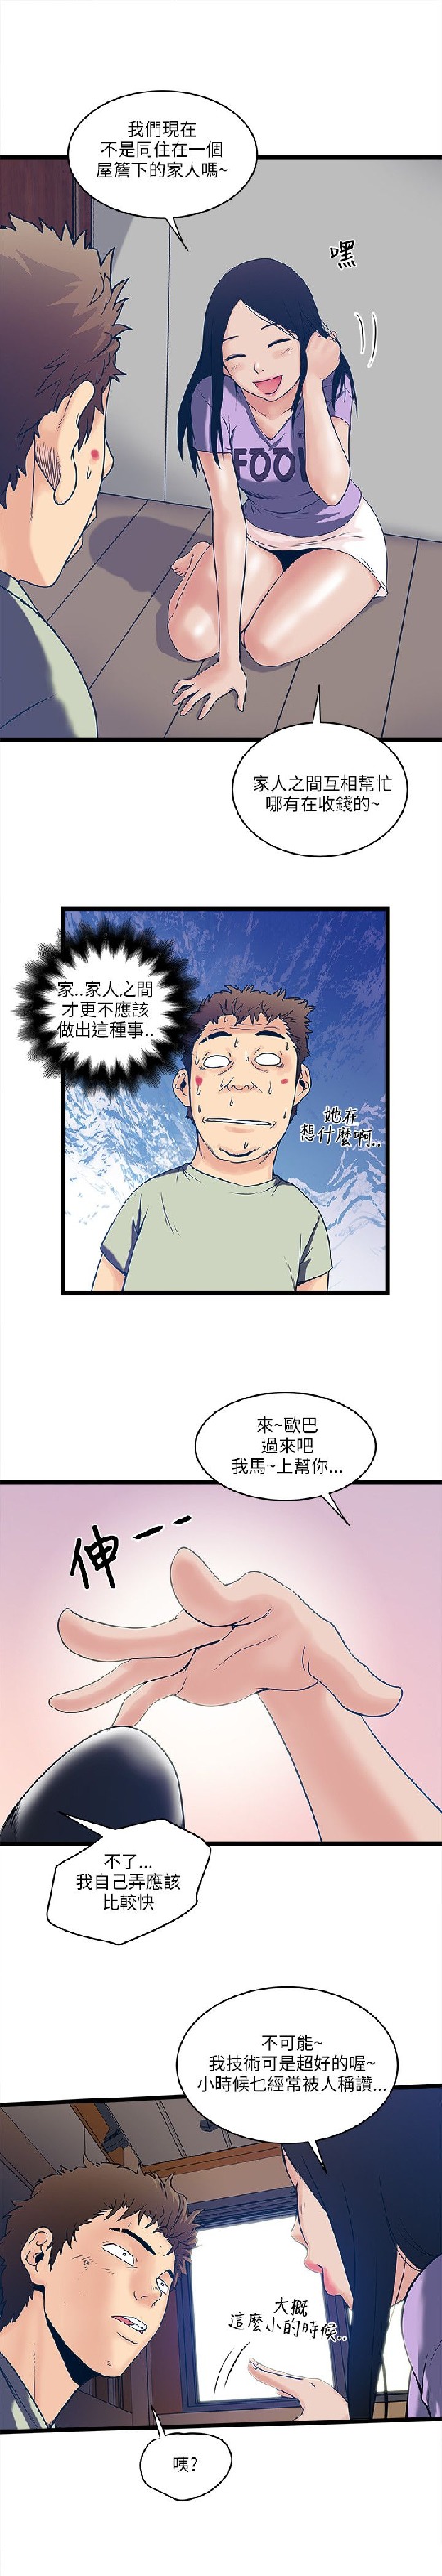 我們現在
不是同住在一個
屋簷下的家人嗎~
嘿
FOOL
家人之間互相幫忙
哪有在收錢的~
家..家人之間
才更不應該
做出這種事..
她在
想什麼啊..
來~歐巴
過來吧
我馬~上幫你...
伸一一
不了...
我自己弄應該
比較快
不可能~
我技術可是超好的喔~
小時候也經常被人稱讚...
大概
這麼小的時候..
咦?